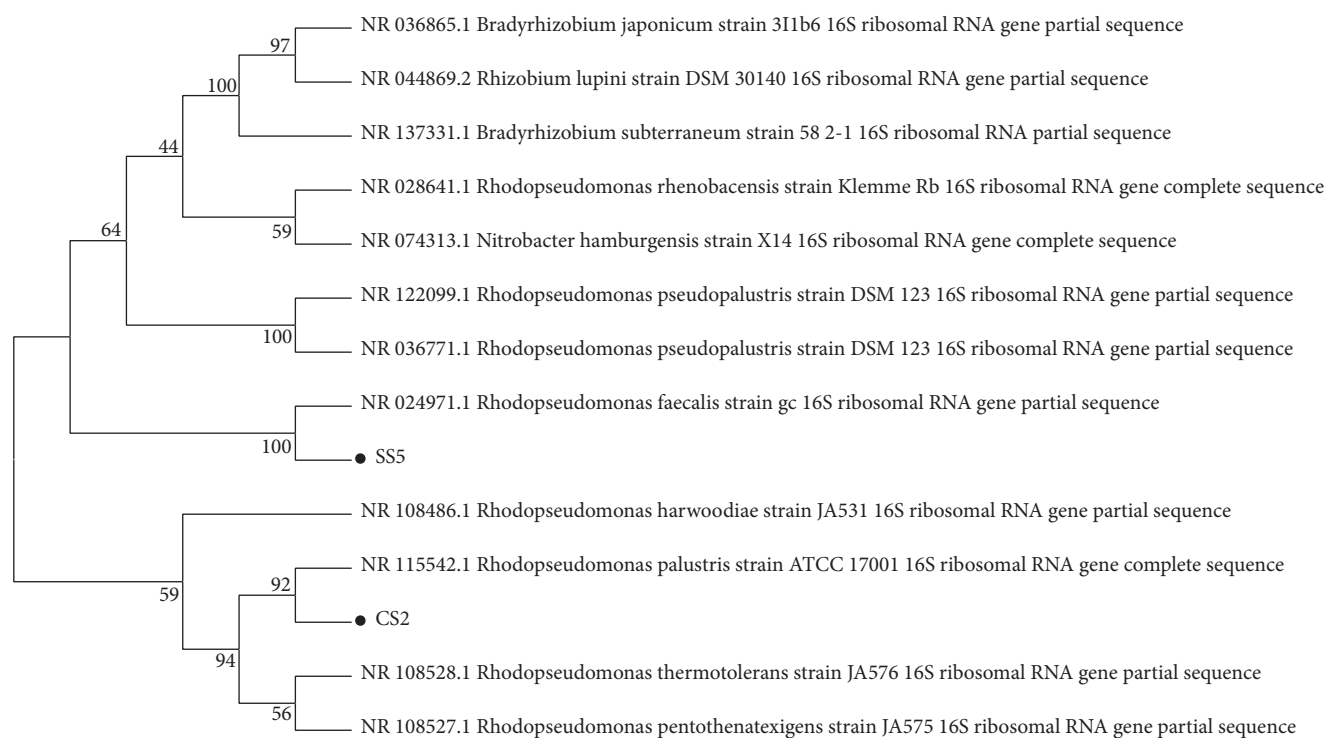 NR 036865.1 Bradyrhizobium japonicum strain 3I1b6 16S ribosomal RNA gene partial sequence
97
NR 044869.2 Rhizobium lupini strain DSM 30140 16S ribosomal RNA gene partial sequence
100
NR 137331.1 Bradyrhizobium subterraneum strain 58 2-1 16S ribosomal RNA partial sequence
44
NR 028641.1 Rhodopseudomonas rhenobacensis strain Klemme Rb 16S ribosomal RNA gene complete sequence
59
NR 074313.1 Nitrobacter hamburgensis strain X14 16S ribosomal RNA gene complete sequence
64
NR 122099.1 Rhodopseudomonas pseudopalustris strain DSM 123 16S ribosomal RNA gene partial sequence
100
NR 036771.1 Rhodopseudomonas pseudopalustris strain DSM 123 16S ribosomal RNA gene partial sequence
NR 024971.1 Rhodopseudomonas faecalis strain gc 16S ribosomal RNA gene partial sequence
100
SS5
NR 108486.1 Rhodopseudomonas harwoodiae strain JA531 16S ribosomal RNA gene partial sequence
59
NR 115542.1 Rhodopseudomonas palustris strain ATCC 17001 16S ribosomal RNA gene complete sequence
92
CS2
94
NR 108528.1 Rhodopseudomonas thermotolerans strain JA576 16S ribosomal RNA gene partial sequence
56
NR 108527.1 Rhodopseudomonas pentothenatexigens strain JA575 16S ribosomal RNA gene partial sequence